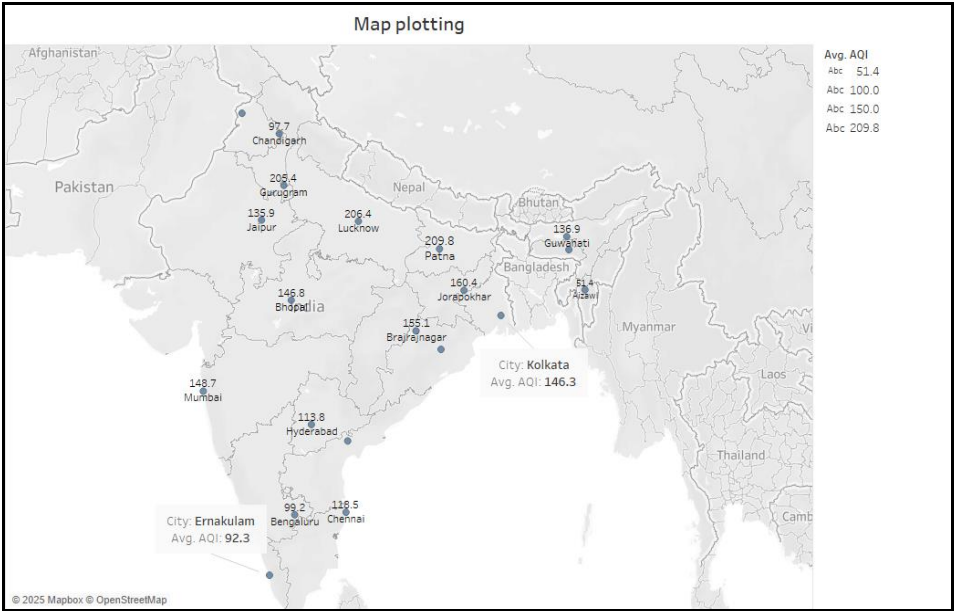 Map plotting
Afghanistan
Avg. AQI
Abc 51.4
Abc 100.0
Abc 150.0
Abc 209.8
97.7
Chandigarh
Pakistan
205.4
Gurugram
Nepal
Bhutan
135.9
Jaipur
206.4
Lucknow
136.9
Guwahati
209.8
Patna
Bangladesh
160.4
Jorapokhar
51.4
Aizawl
146.8
Bhopal
India
155.1
Brajrajnagar
Myanmar
Vi
Laos
City: Kolkata
Avg. AQI: 146.3
148.7
Mumbai
113.8
Hyderabad
Thailand
99.2
Bengaluru
118.5
Chennai
Camb
City: Ernakulam
Avg. AQI: 92.3
© 2025 Mapbox © OpenStreetMap